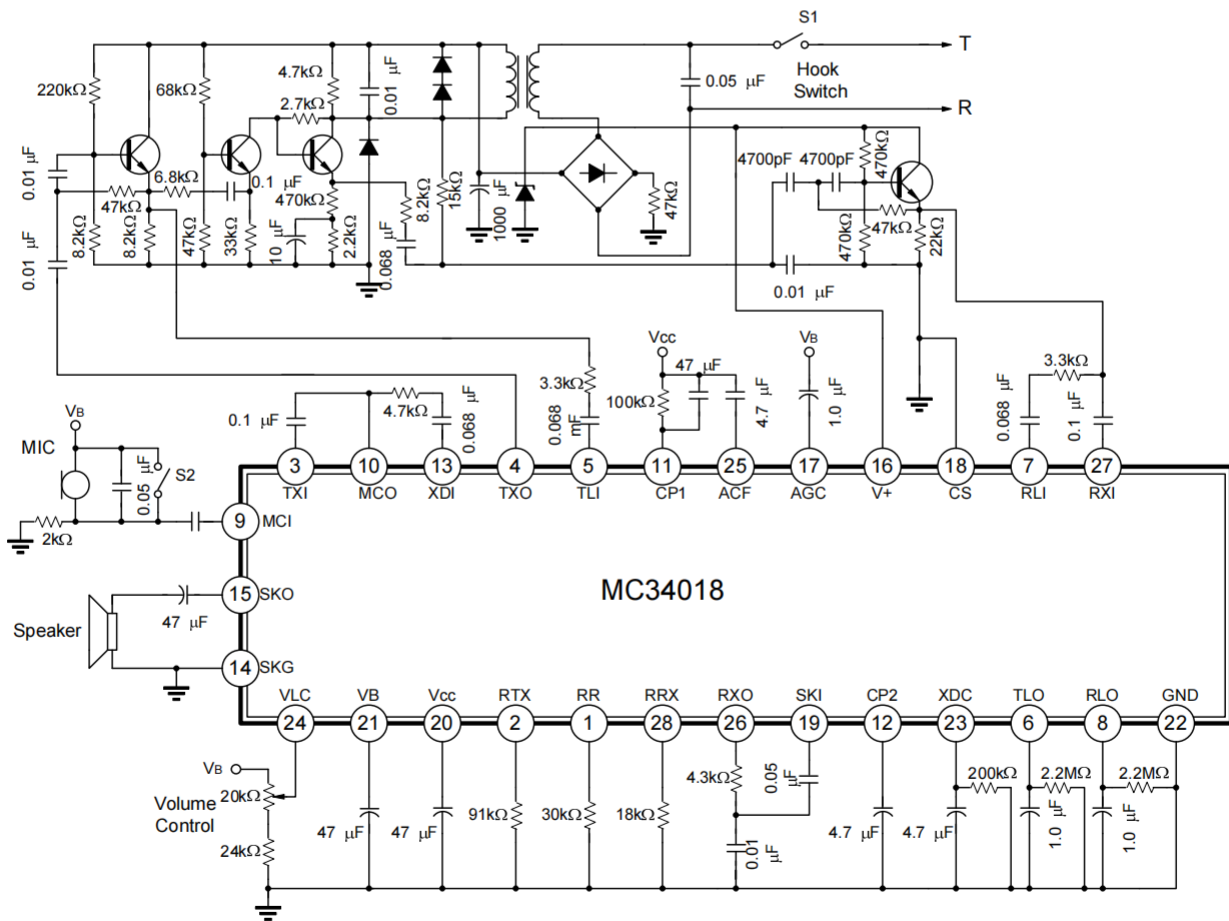 S1
T
Hook
Switch
R
0.05 μF
220kΩ
68kΩ
4.7kΩ
2.7kΩ
0.01 μF
0.01 μF
6.8kΩ
0.1 μF
47kΩ
470kΩ
8.2kΩ
8.2kΩ
47kΩ
33kΩ
10 μF
2.2kΩ
8.2kΩ
0.068 μF
15kΩ
1000 μF
47kΩ
4700pF
4700pF
470kΩ
47kΩ
470kΩ
22kΩ
0.01 μF
0.01 μF
VB
MIC
0.05 μF
S2
2kΩ
0.1 μF
4.7kΩ
0.068 μF
3.3kΩ
0.068 mF
Vcc
47 μF
100kΩ
4.7 μF
VB
1.0 μF
3.3kΩ
0.068 μF
0.1 μF
3
10
13
4
5
11
25
17
16
18
7
27
TXI
MCO
XDI
TXO
TLI
CP1
ACF
AGC
V+
CS
RLI
RXI
9
MCI
MC34018
15
SKO
47 μF
Speaker
14
SKG
VLC
VB
Vcc
RTX
RR
RRX
RXO
SKI
CP2
XDC
TLO
RLO
GND
24
21
20
2
1
28
26
19
12
23
6
8
22
VB
20kΩ
Volume
Control
24kΩ
47 μF
47 μF
91kΩ
30kΩ
18kΩ
4.3kΩ
0.05 μF
0.01 μF
4.7 μF
4.7 μF
200kΩ
2.2MΩ
1.0 μF
2.2MΩ
1.0 μF